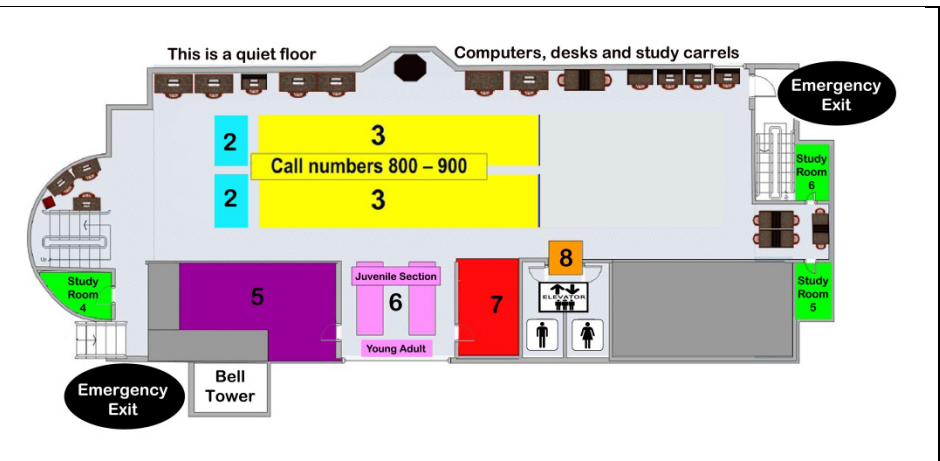 This is a quiet floor
Computers, desks and study carrels
Emergency
Exit
2
3
Call numbers 800 – 900
2
3
Study
Room
6
Up
Study
Room
4
5
Juvenile Section
6
Young Adult
7
8
ELEVATOR
Study
Room
5
Emergency
Exit
Bell
Tower